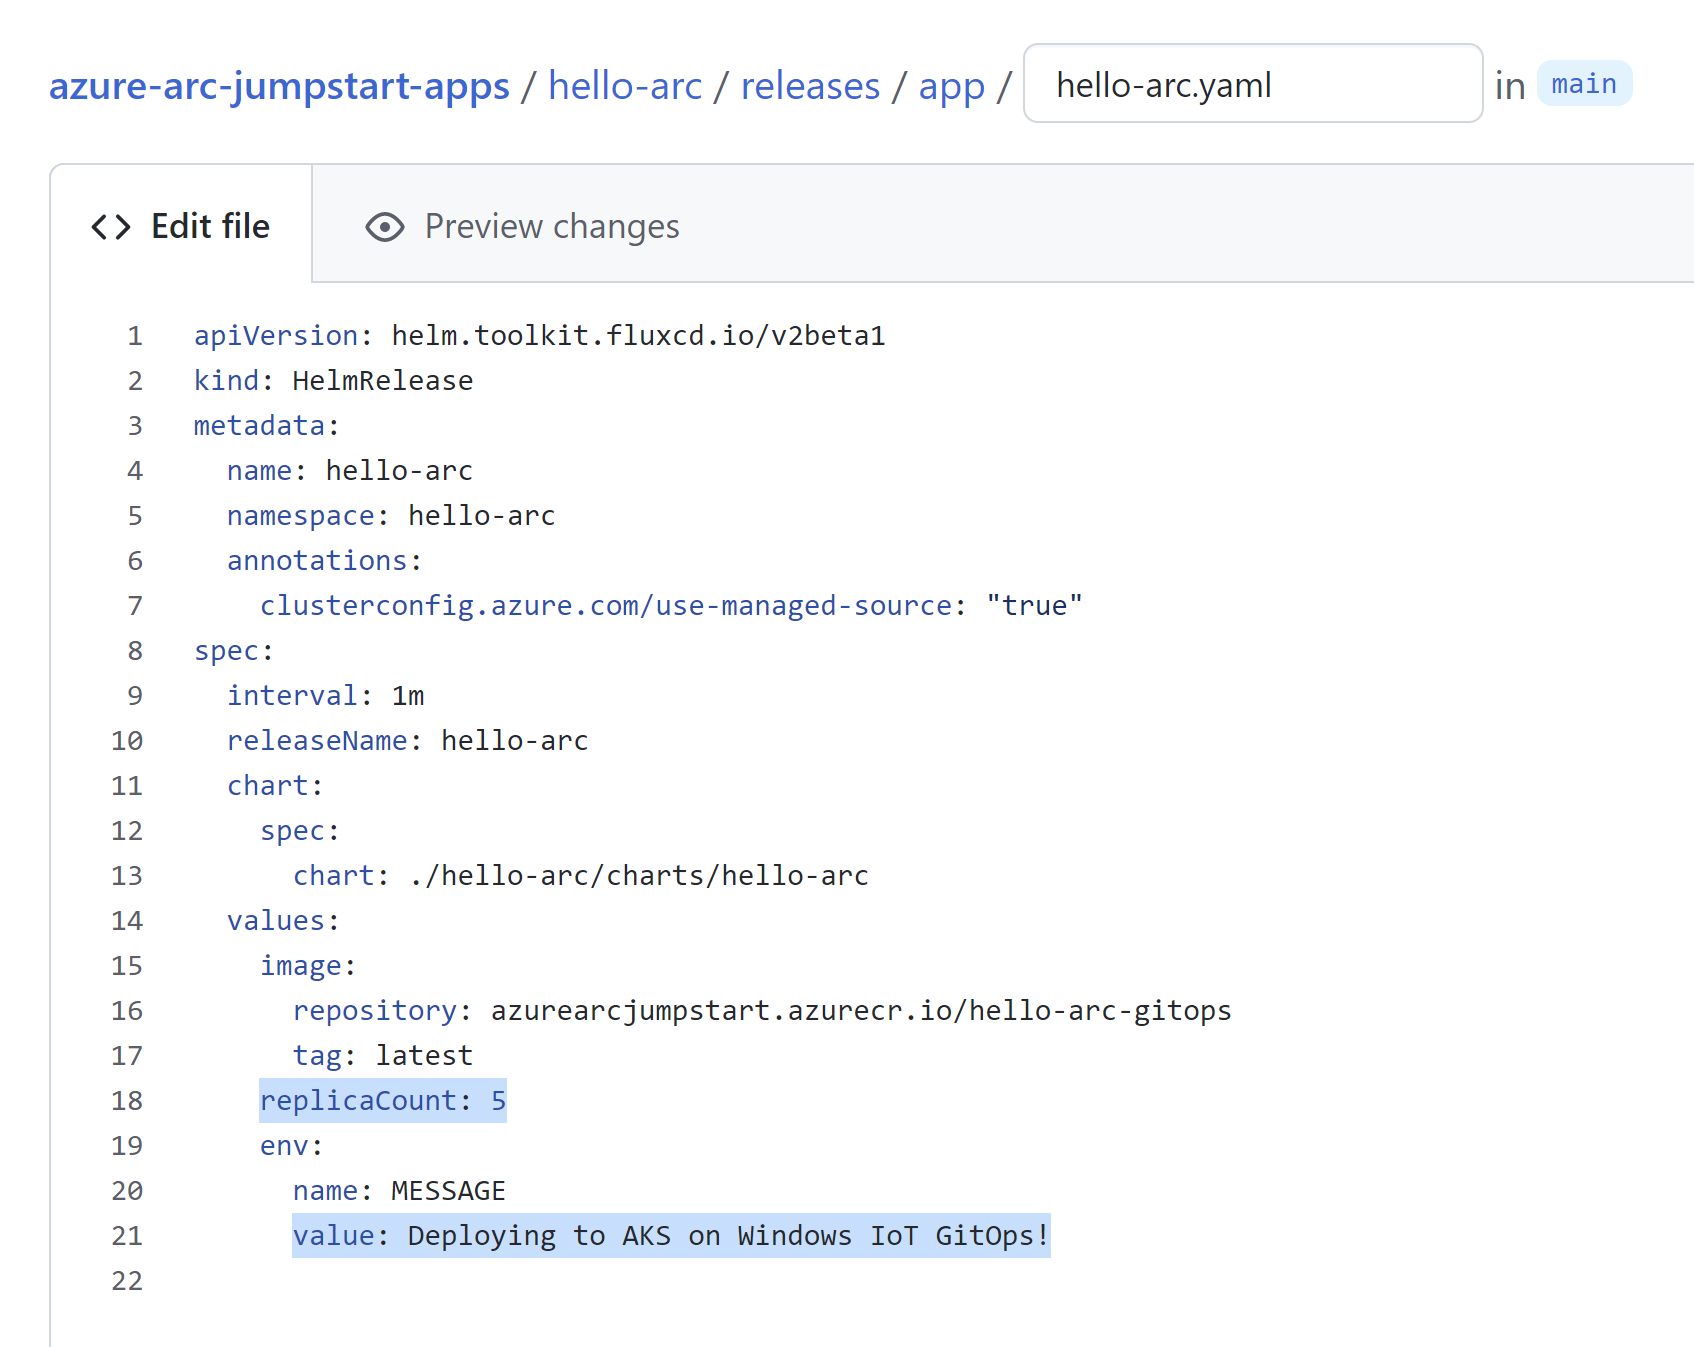 azure-arc-jumpstart-apps / hello-arc / releases / app / hello-arc.yaml in main
Edit file Preview changes
1 apiVersion: helm.toolkit.fluxcd.io/v2beta1
2 kind: HelmRelease
3 metadata:
4   name: hello-arc
5   namespace: hello-arc
6   annotations:
7     clusterconfig.azure.com/use-managed-source: "true"
8 spec:
9   interval: 1m
10   releaseName: hello-arc
11   chart:
12     spec:
13       chart: ./hello-arc/charts/hello-arc
14   values:
15     image:
16       repository: azurearcjumpstart.azurecr.io/hello-arc-gitops
17       tag: latest
18     replicaCount: 5
19     env:
20       name: MESSAGE
21       value: Deploying to AKS on Windows IoT GitOps!
22